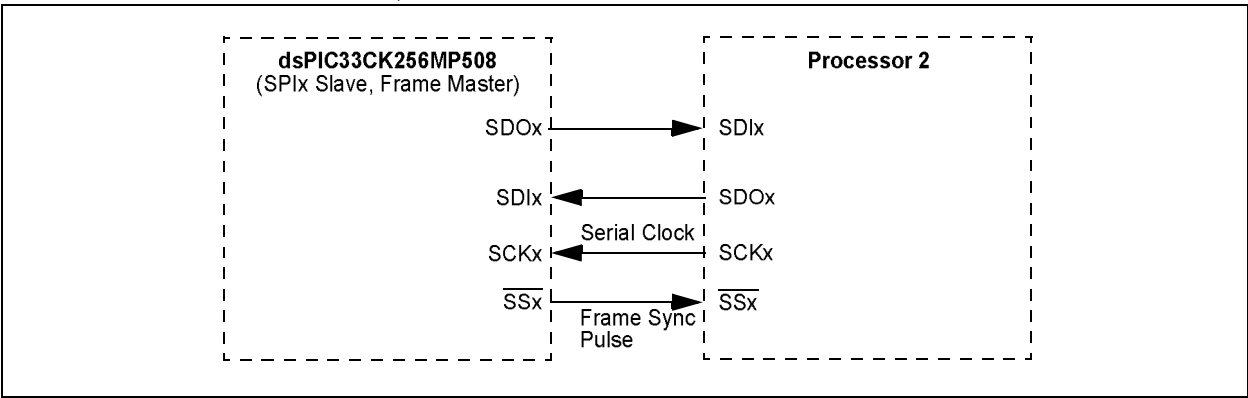 dsPIC33CK256MP508
(SPIx Slave, Frame Master)
Processor 2
SDOx
SDIx
SDIx
SDOx
Serial Clock
SCKx
SCKx
SSx
SSx
Frame Sync
Pulse